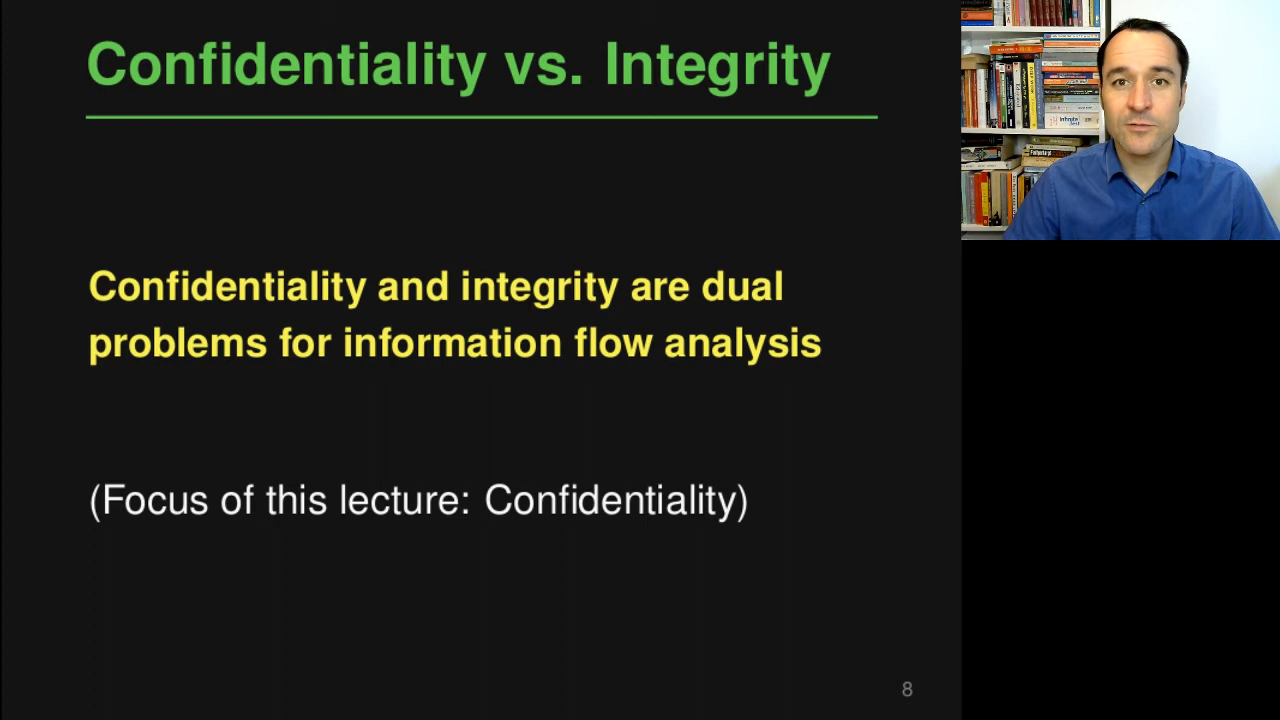 Confidentiality vs. Integrity
Confidentiality and integrity are dual
problems for information flow analysis
(Focus of this lecture: Confidentiality)
8